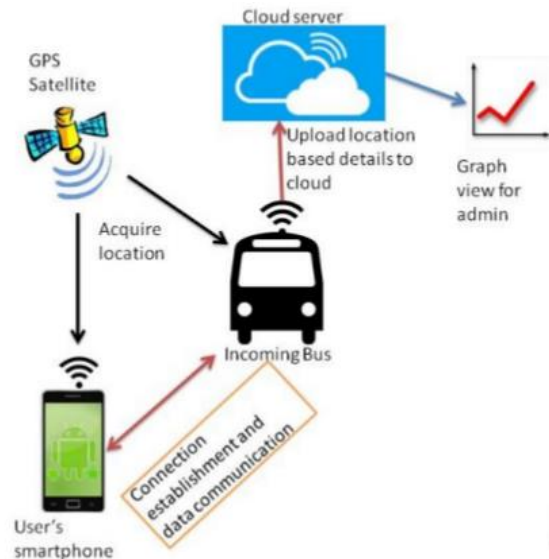 Cloud server
GPS
Satellite
Upload location
based details to
cloud
Graph
view for
admin
Acquire
location
Incoming Bus
Connection
establishment and
data communication
User's
smartphone